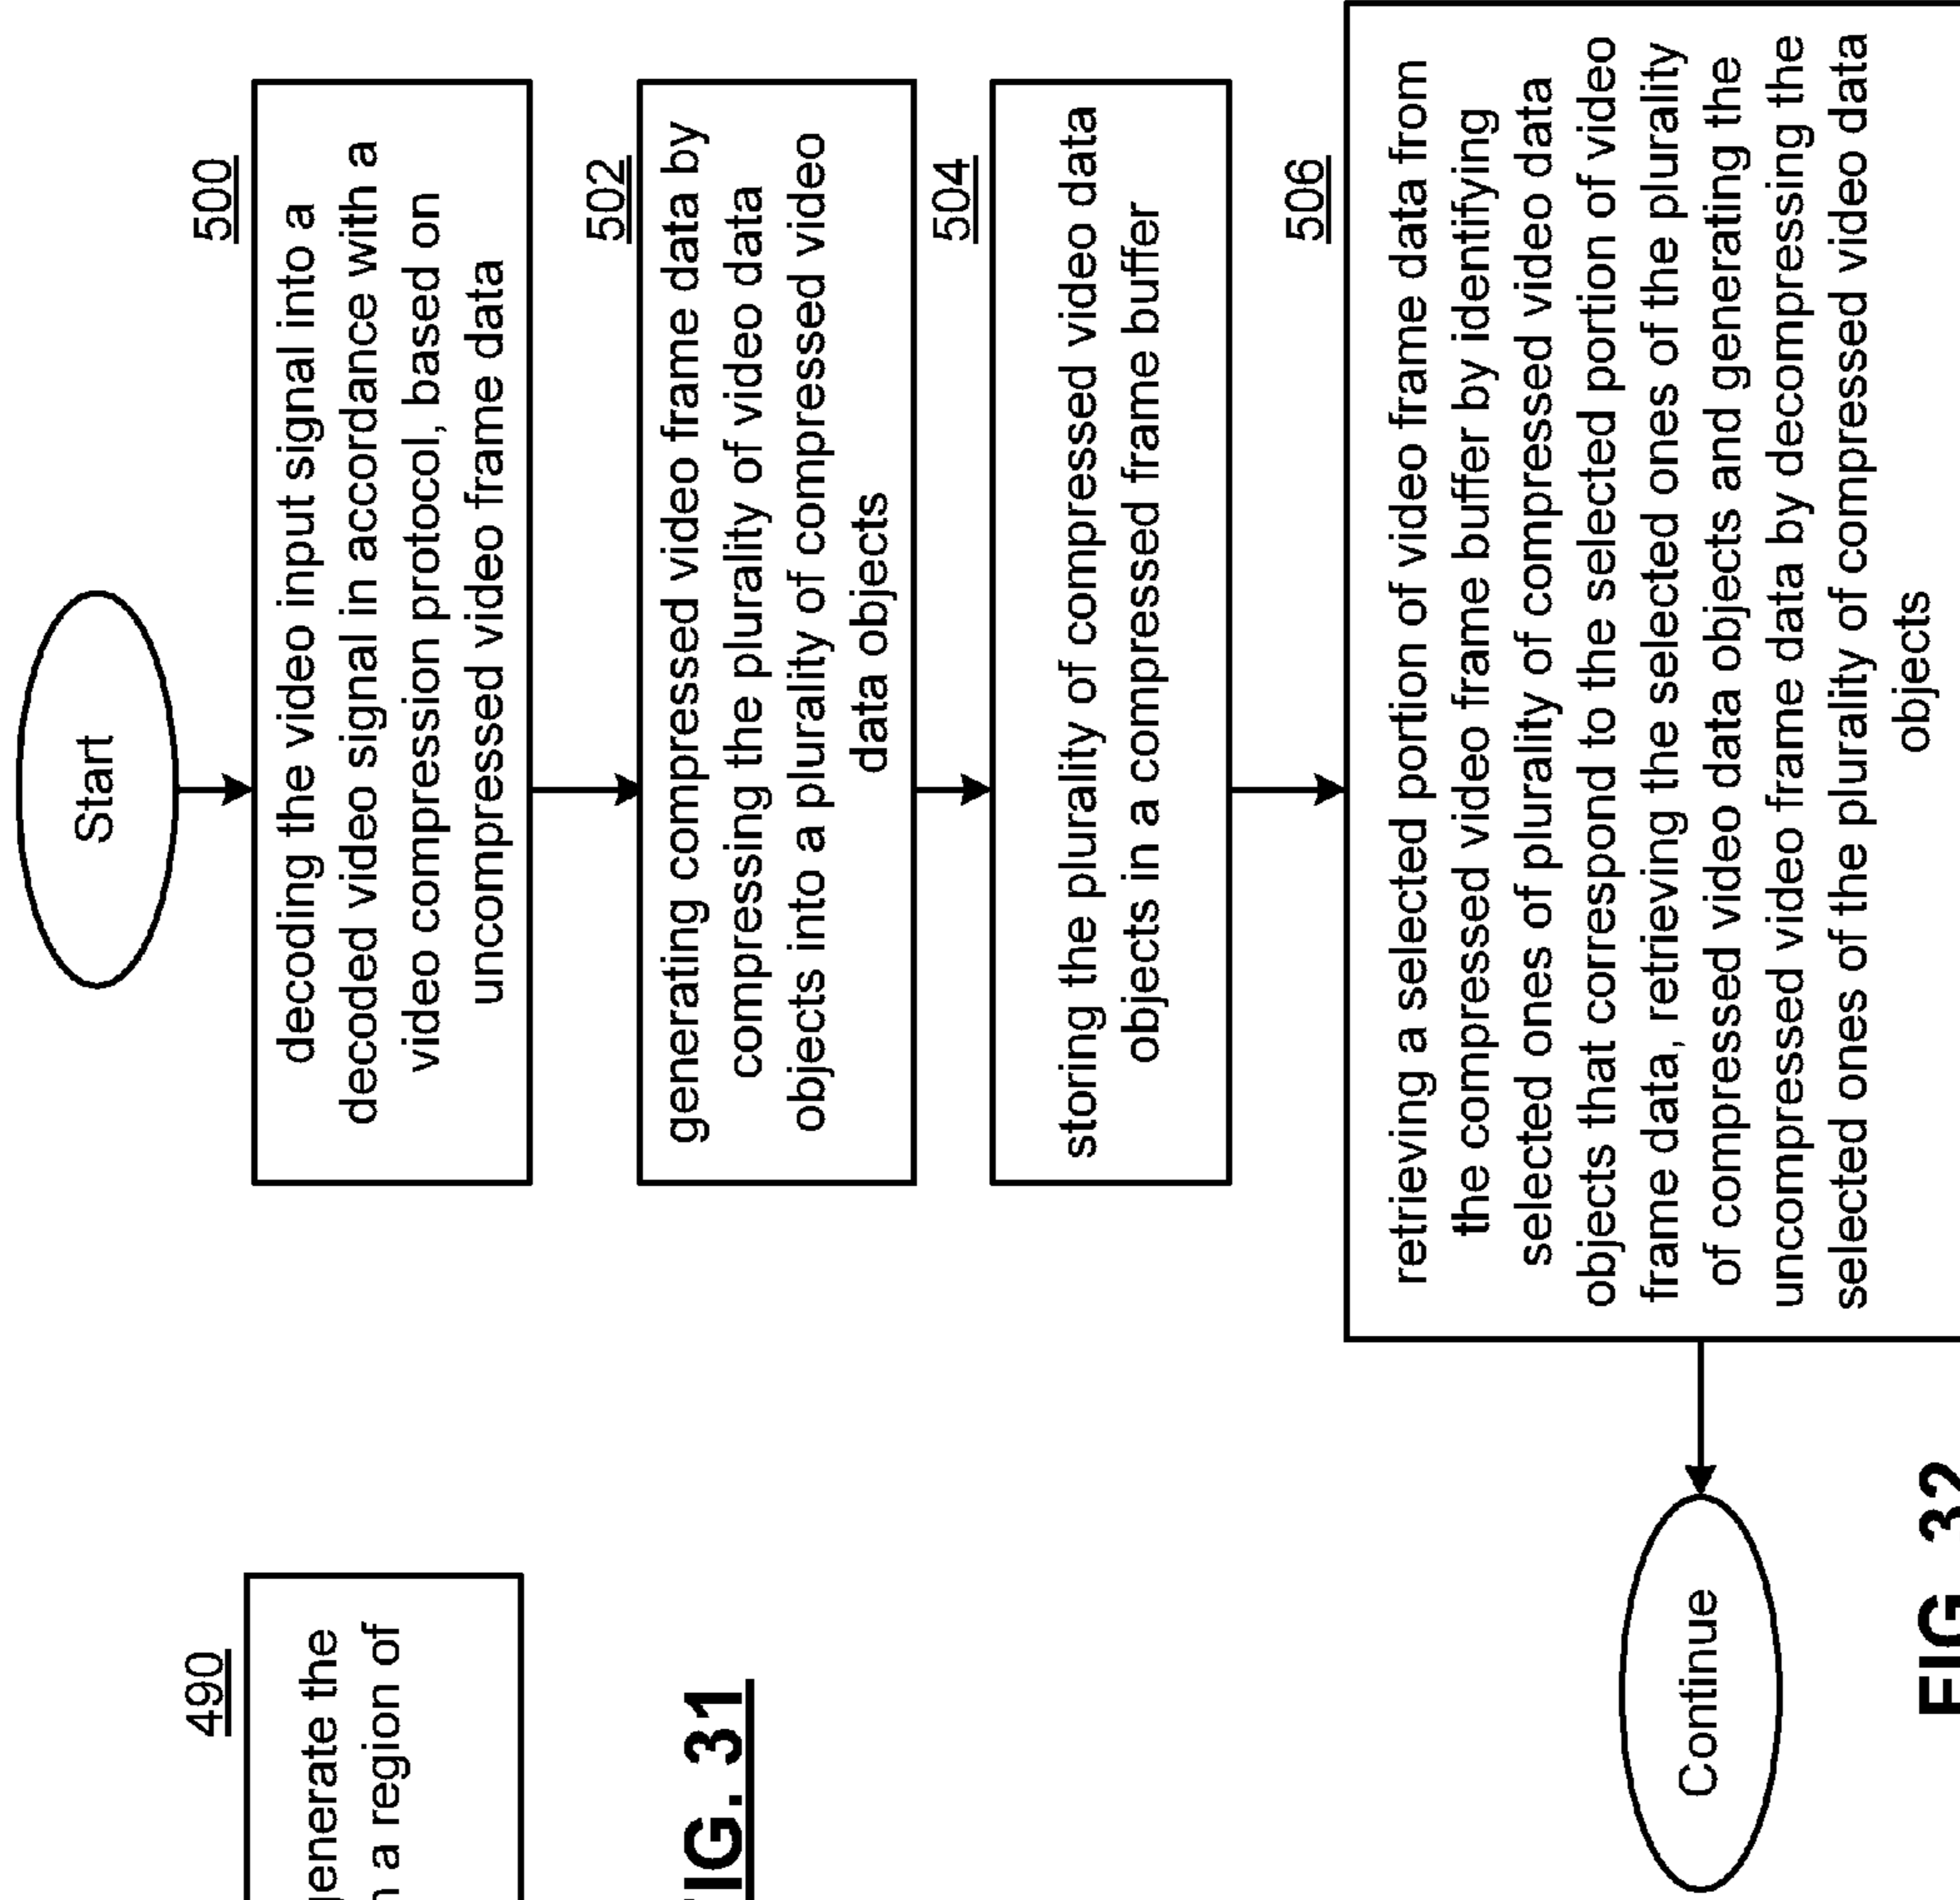 490
generate the
a region of
FIG. 31
Start
500
decoding the video input signal into a
decoded video signal in accordance with a
video compression protocol, based on
uncompressed video frame data
502
generating compressed video frame data by
compressing the plurality of video data
objects into a plurality of compressed video
data objects
504
storing the plurality of compressed video data
objects in a compressed frame buffer
506
retrieving a selected portion of video frame data from
the compressed video frame buffer by identifying
selected ones of plurality of compressed video data
objects that correspond to the selected portion of video
frame data, retrieving the selected ones of the plurality
of compressed video data objects and generating the
uncompressed video frame data by decompressing the
selected ones of the plurality of compressed video data
objects
Continue
FIG. 32